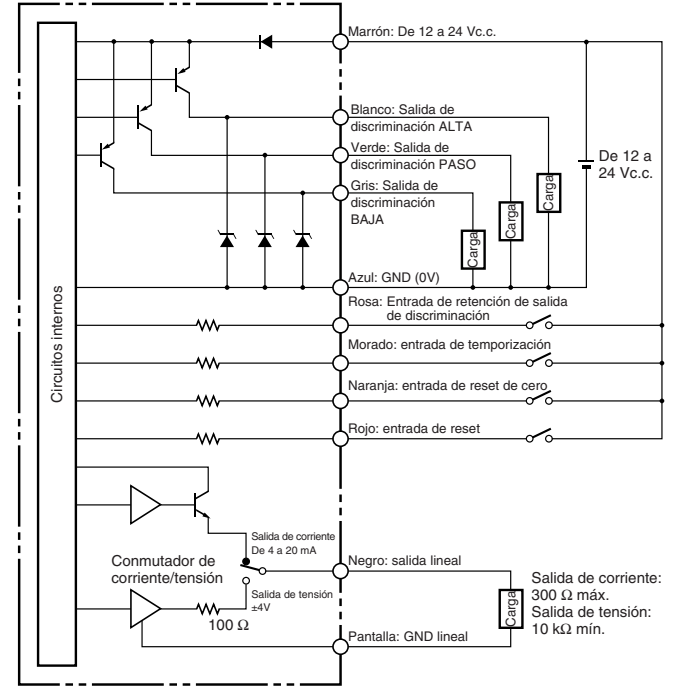 Marrón: De 12 a 24 Vc.c.
Blanco: Salida de
discriminación ALTA
Verde: Salida de
discriminación PASO
Gris: Salida de
discriminación
BAJA
Carga
Carga
Carga
De 12 a
24 Vc.c.
Azul: GND (0V)
Rosa: Entrada de retención de salida
de discriminación
Morado: entrada de temporización
Naranja: entrada de reset de cero
Rojo: entrada de reset
Circuitos internos
Salida de corriente
De 4 a 20 mA
Conmutador de
corriente/tensión
Salida de tensión
±4V
100 Ω
Negro: salida lineal
Carga
Salida de corriente:
300 Ω máx.
Salida de tensión:
10 kΩ mín.
Pantalla: GND lineal